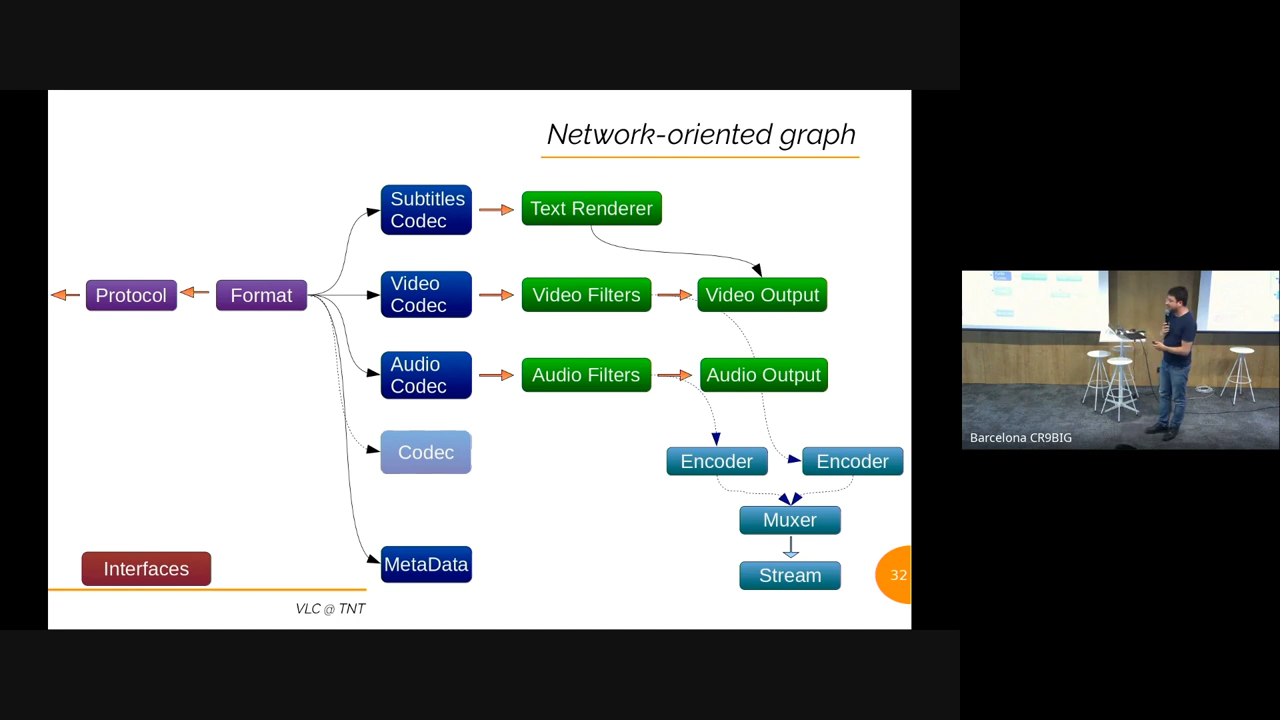 Network-oriented graph
Subtitles
Codec
Text Renderer
Protocol
Format
Video
Codec
Video Filters
Video Output
Audio
Codec
Audio Filters
Audio Output
Codec
Encoder
Encoder
Muxer
Interfaces
MetaData
Stream
32
VLC @ TNT
Barcelona CR9BIG